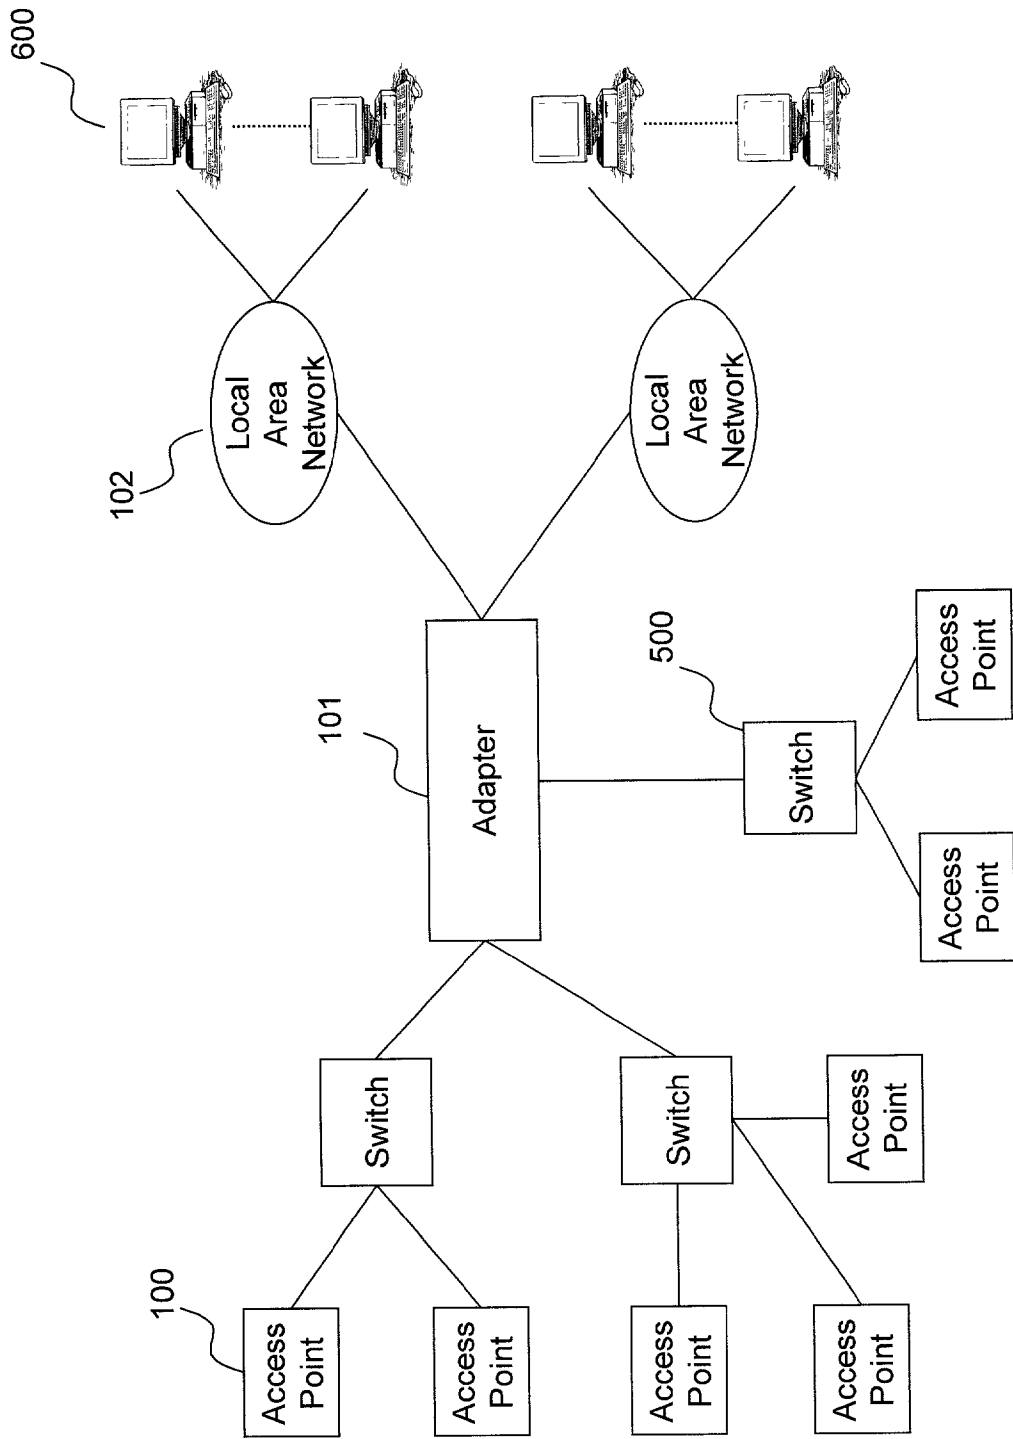 100
Access
Point
Access
Point
Switch
Access
Point
Access
Point
Access
Point
Switch
101
Adapter
500
Switch
Access
Point
Access
Point
102
Local
Area
Network
Local
Area
Network
600